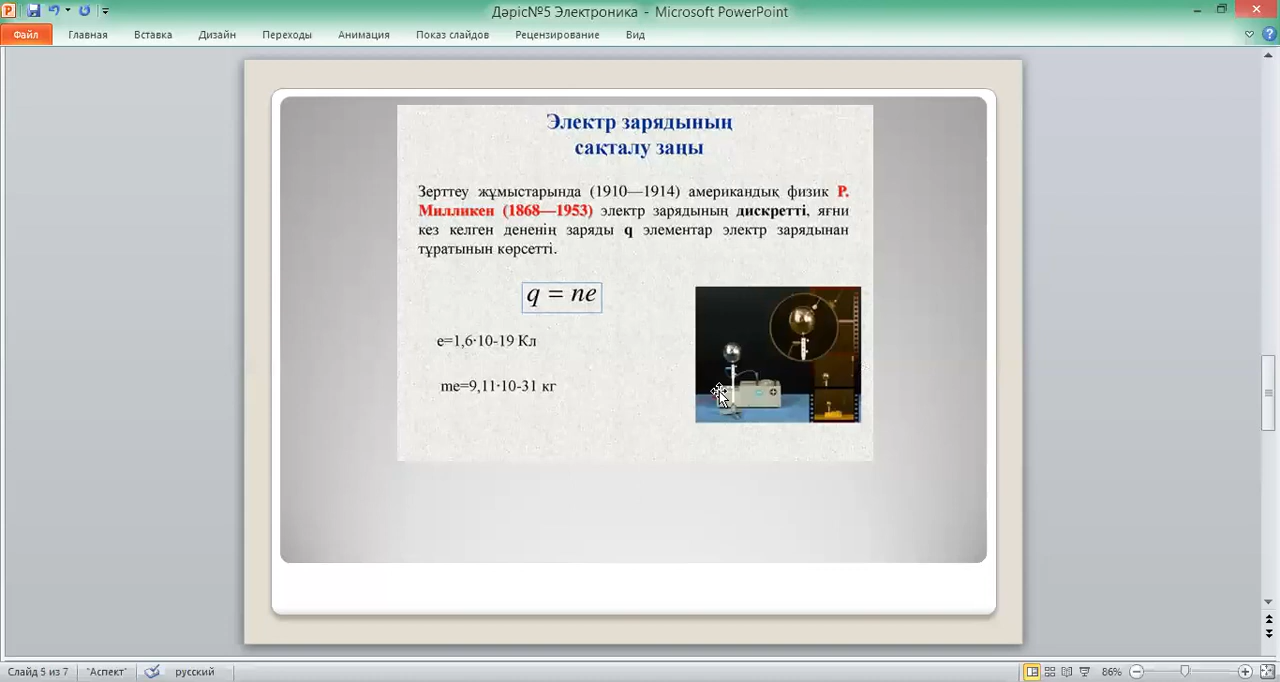 Дәріс№5 Электроника - Microsoft PowerPoint
Файл Главная Вставка Дизайн Переходы Анимация Показ слайдов Рецензирование Вид
Электр зарядының
сақталу заңы
Зерттеу жұмыстарында (1910—1914) американдық физик Р.
Милликен (1868—1953) электр зарядының дискретті, яғни
кез келген дененің заряды q элементар электр зарядынан
тұратынын көрсетті.
q = ne
e=1,6·10-19 Кл
me=9,11·10-31 кг
Слайд 5 из 7 "Аспект" русский 86%